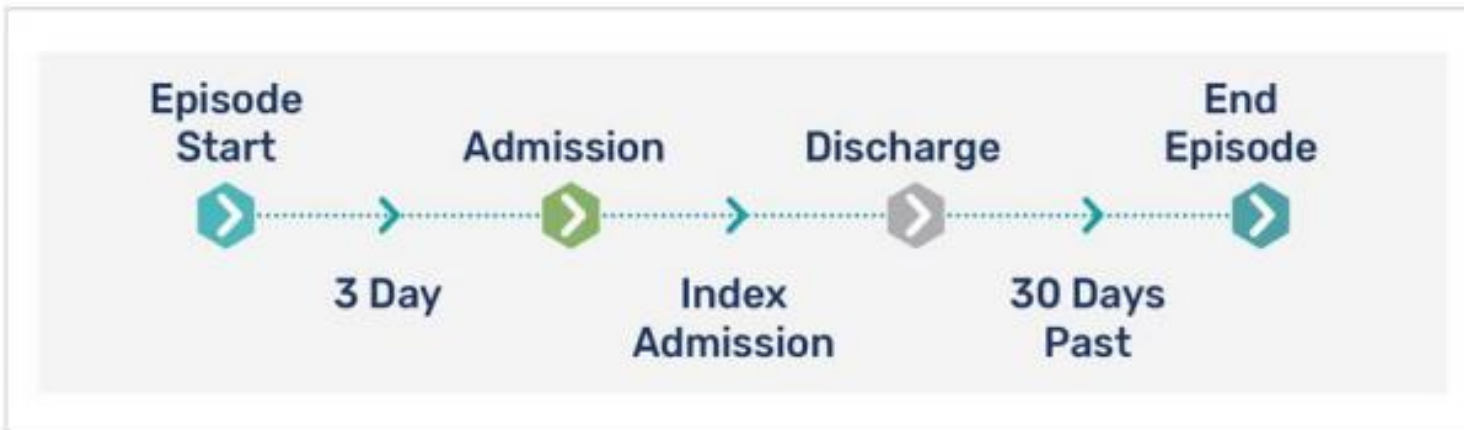 Episode
Start
Admission
Discharge
End
Episode
3 Day
Index
Admission
30 Days
Past